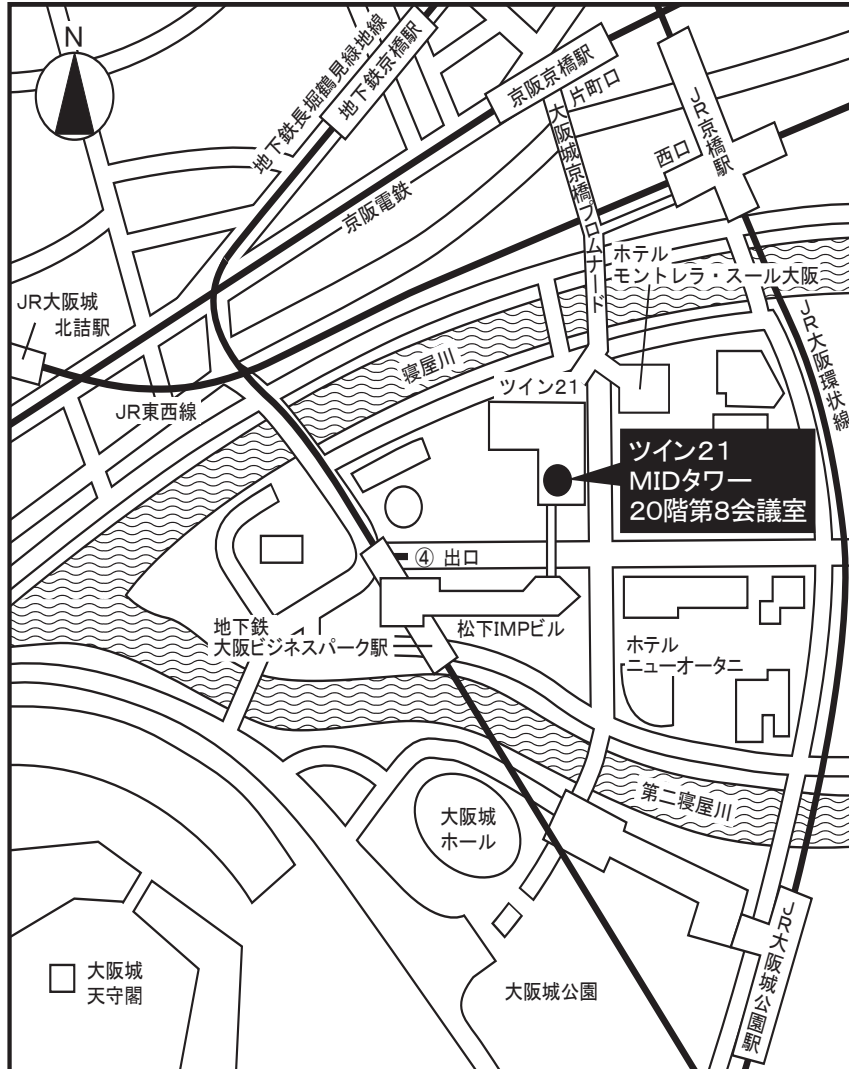 N
地下鉄長堀鶴見緑地線
地下鉄京橋駅
京阪京橋駅
片町口
JR京橋駅
西口
大阪城京橋プロムナード
京阪電鉄
ホテル
モントレラ・スール大阪
JR大阪城
北詰駅
JR東西線
寝屋川
JR大阪環状線
ツイン21
ツイン21
MIDタワー
20階第8会議室
④ 出口
地下鉄
大阪ビジネスパーク駅
松下IMPビル
ホテル
ニューオータニ
第二寝屋川
大阪城
ホール
JR大阪城公園駅
大阪城
天守閣
大阪城公園